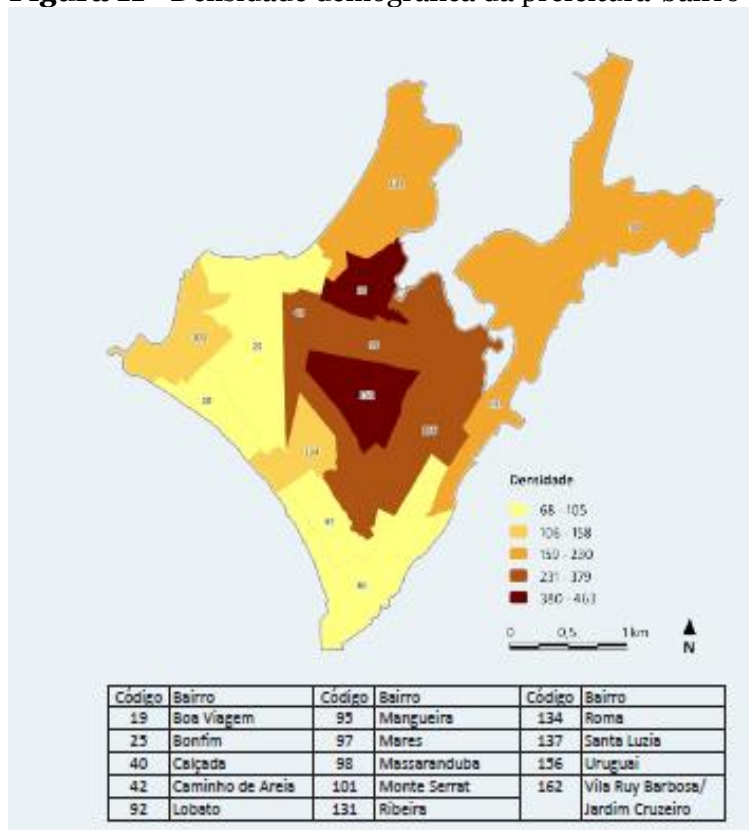 Figura 11 - Densidade demográfica da prefeitura-bairro
Densidade
68 - 105
106 - 158
159 - 230
231 - 379
380 - 463
0 0,5 1 km
N
Código Bairro Código Bairro Código Bairro
19 Boa Viagem 95 Mangueira 134 Roma
25 Bonfim 97 Mares 137 Santa Luzia
40 Calçada 98 Massaranduba 156 Uruguai
42 Caminho de Areia 101 Monte Serrat 162 Vila Ruy Barbosa/
92 Lobato 131 Ribeira Jardim Cruzeiro